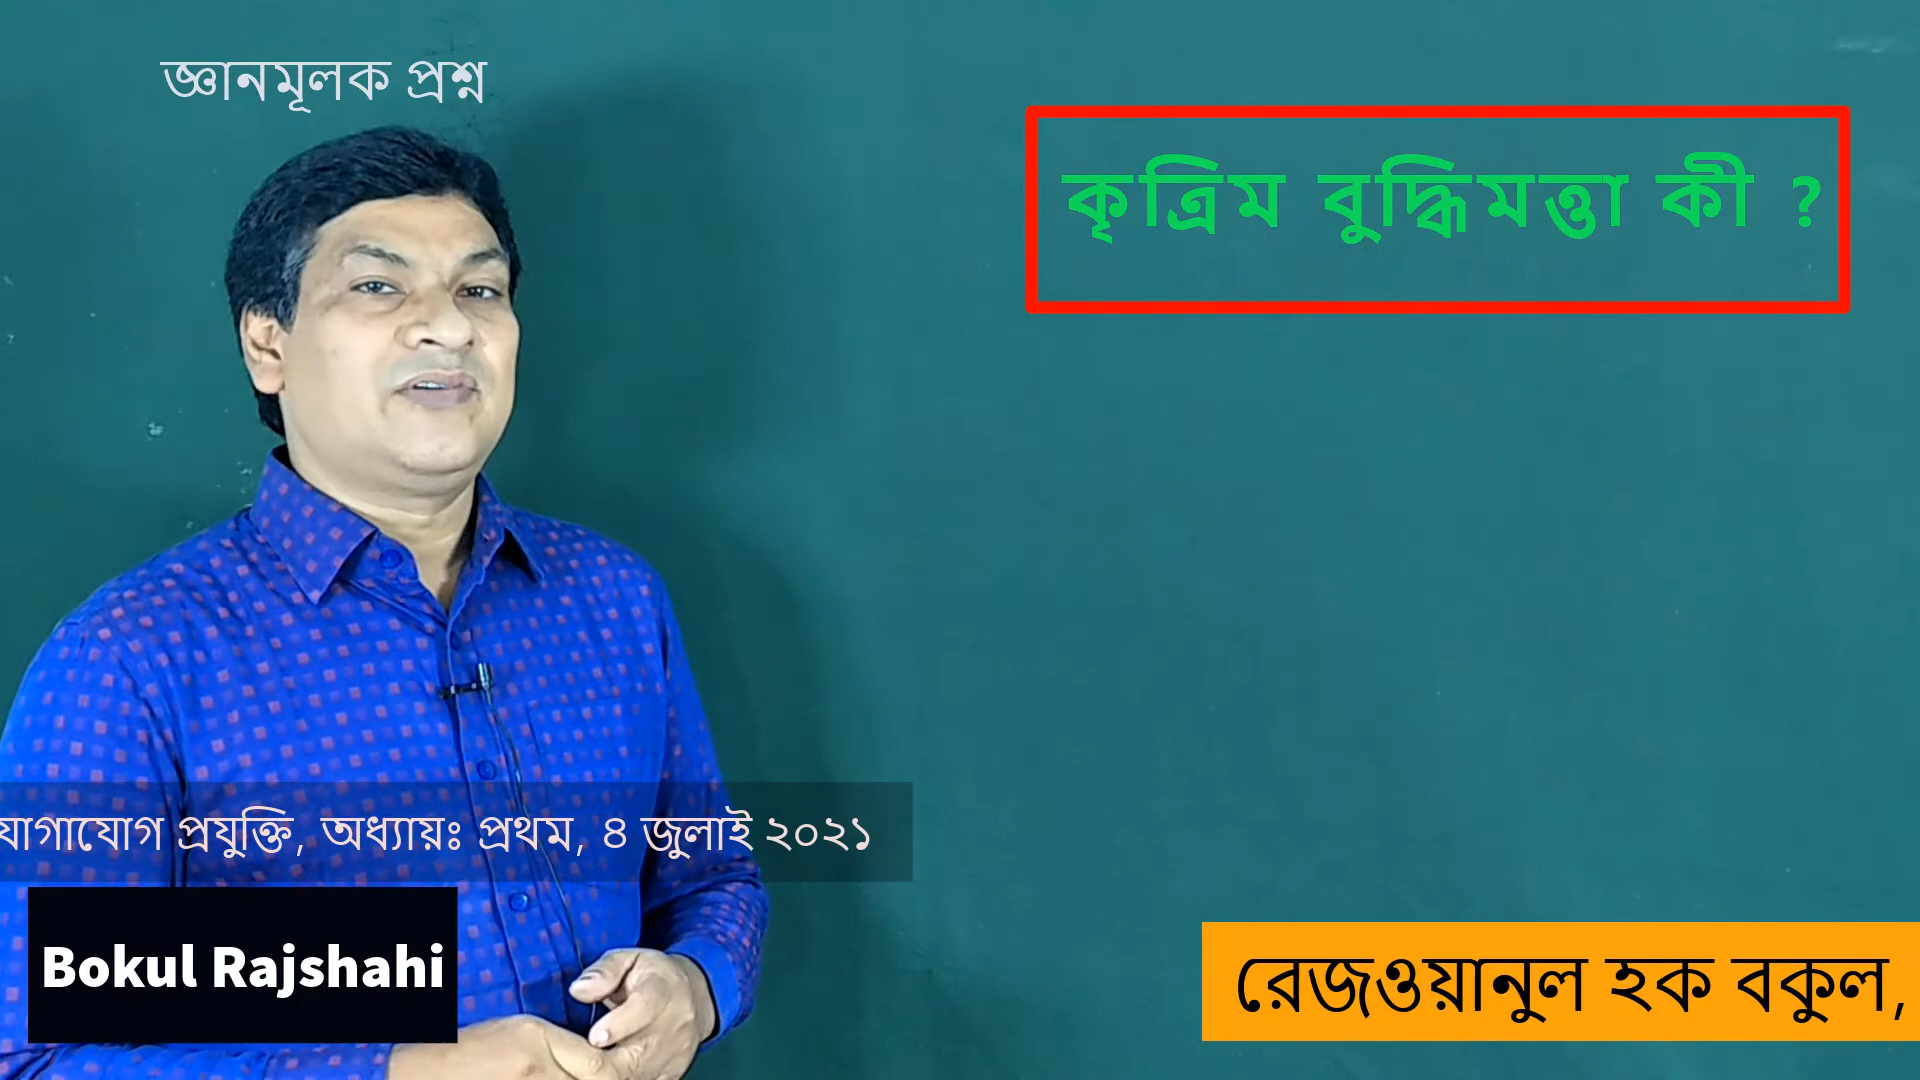 জ্ঞানমূলক প্রশ্ন
কৃত্রিম বুদ্ধিমত্তা কী ?
যোগাযোগ প্রযুক্তি, অধ্যায়ঃ প্রথম, ৪ জুলাই ২০২১
Bokul Rajshahi
রেজওয়ানুল হক বকুল,